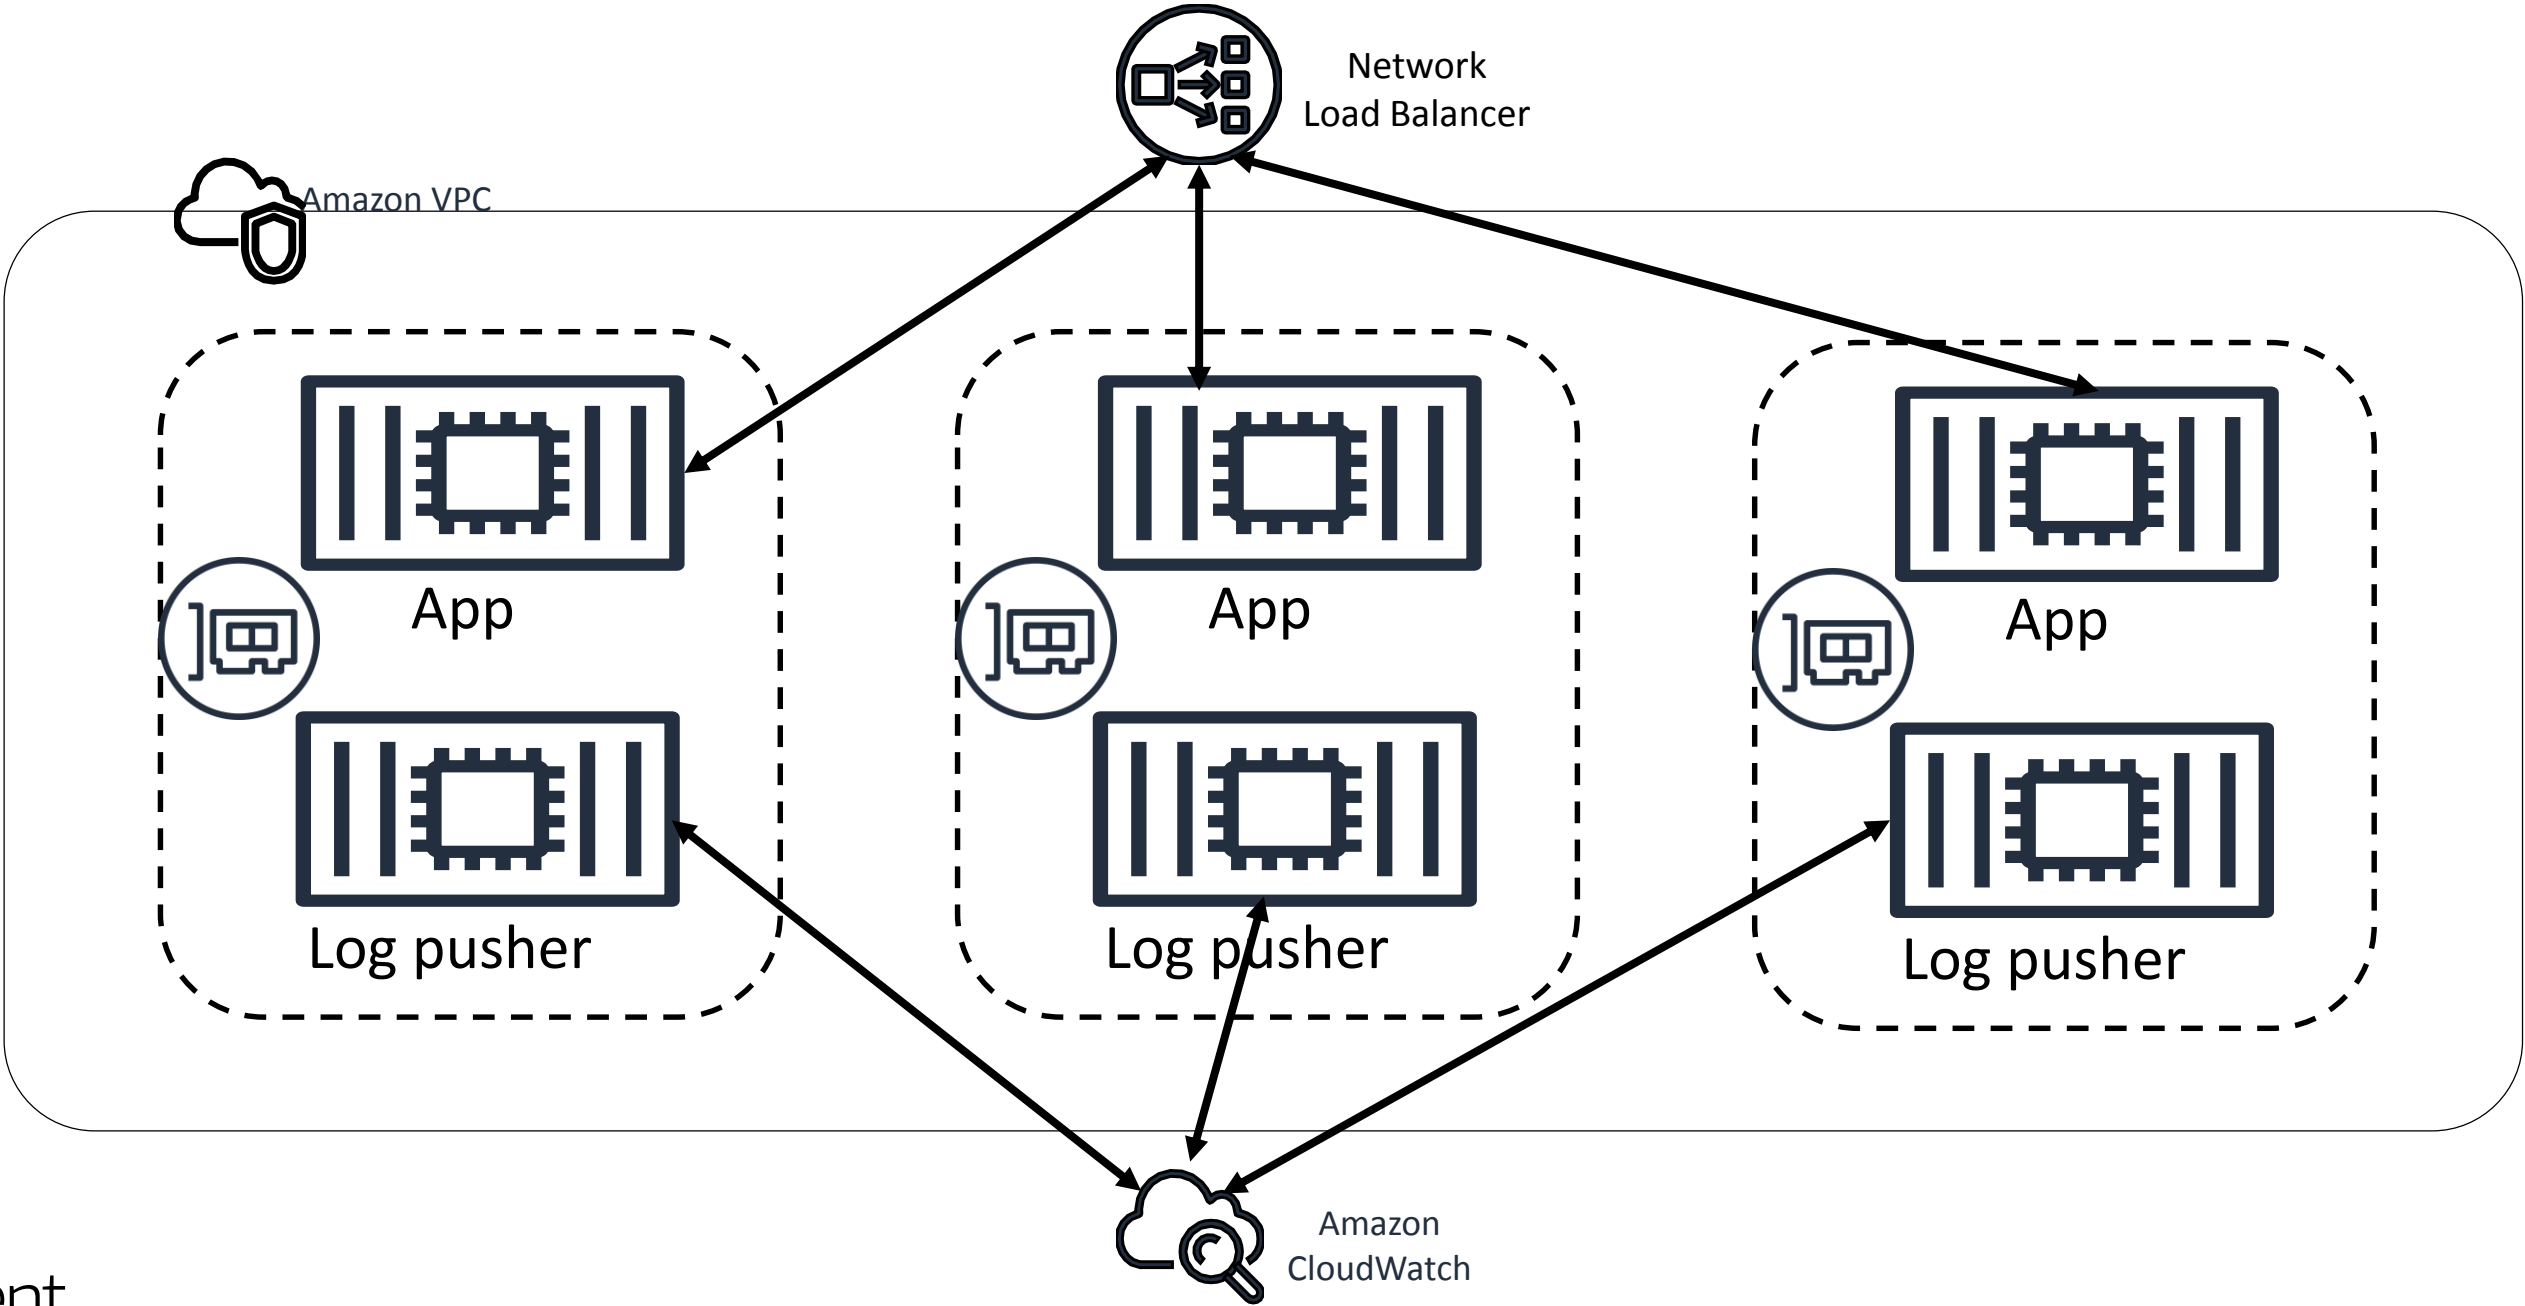 Network
Load Balancer
Amazon VPC
App
App
App
Log pusher
Log pusher
Log pusher
Amazon
CloudWatch